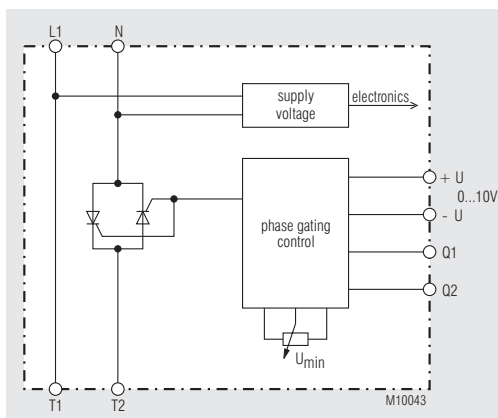 L1 N
supply
voltage
electronics
+ U
0...10V
- U
phase gating
control
Q1
Q2
Umin
M10043
T1 T2